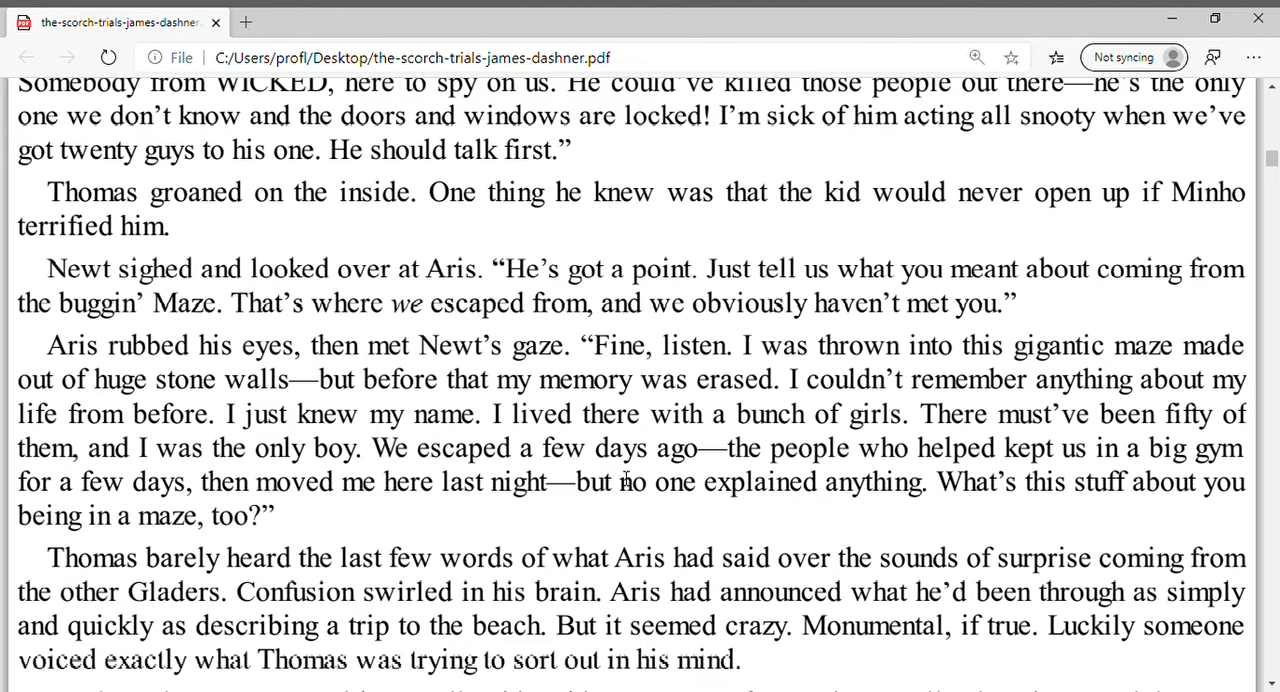 the-scorch-trials-james-dashner.
File
C:/Users/profl/Desktop/the-scorch-trials-james-dashner.pdf
Not syncing
Somebody from WICKED, here to spy on us. He could've killed those people out there—he's the only
one we don't know and the doors and windows are locked! I'm sick of him acting all snooty when we've
got twenty guys to his one. He should talk first.”
Thomas groaned on the inside. One thing he knew was that the kid would never open up if Minho
terrified him.
Newt sighed and looked over at Aris. “He's got a point. Just tell us what you meant about coming from
the buggin’ Maze. That's where we escaped from, and we obviously haven't met you.”
Aris rubbed his eyes, then met Newt's gaze. “Fine, listen. I was thrown into this gigantic maze made
out of huge stone walls—but before that my memory was erased. I couldn't remember anything about my
life from before. I just knew my name. I lived there with a bunch of girls. There must've been fifty of
them, and I was the only boy. We escaped a few days ago—the people who helped kept us in a big gym
for a few days, then moved me here last night—but no one explained anything. What's this stuff about you
being in a maze, too?”
Thomas barely heard the last few words of what Aris had said over the sounds of surprise coming from
the other Gladers. Confusion swirled in his brain. Aris had announced what he'd been through as simply
and quickly as describing a trip to the beach. But it seemed crazy. Monumental, if true. Luckily someone
voiced exactly what Thomas was trying to sort out in his mind.